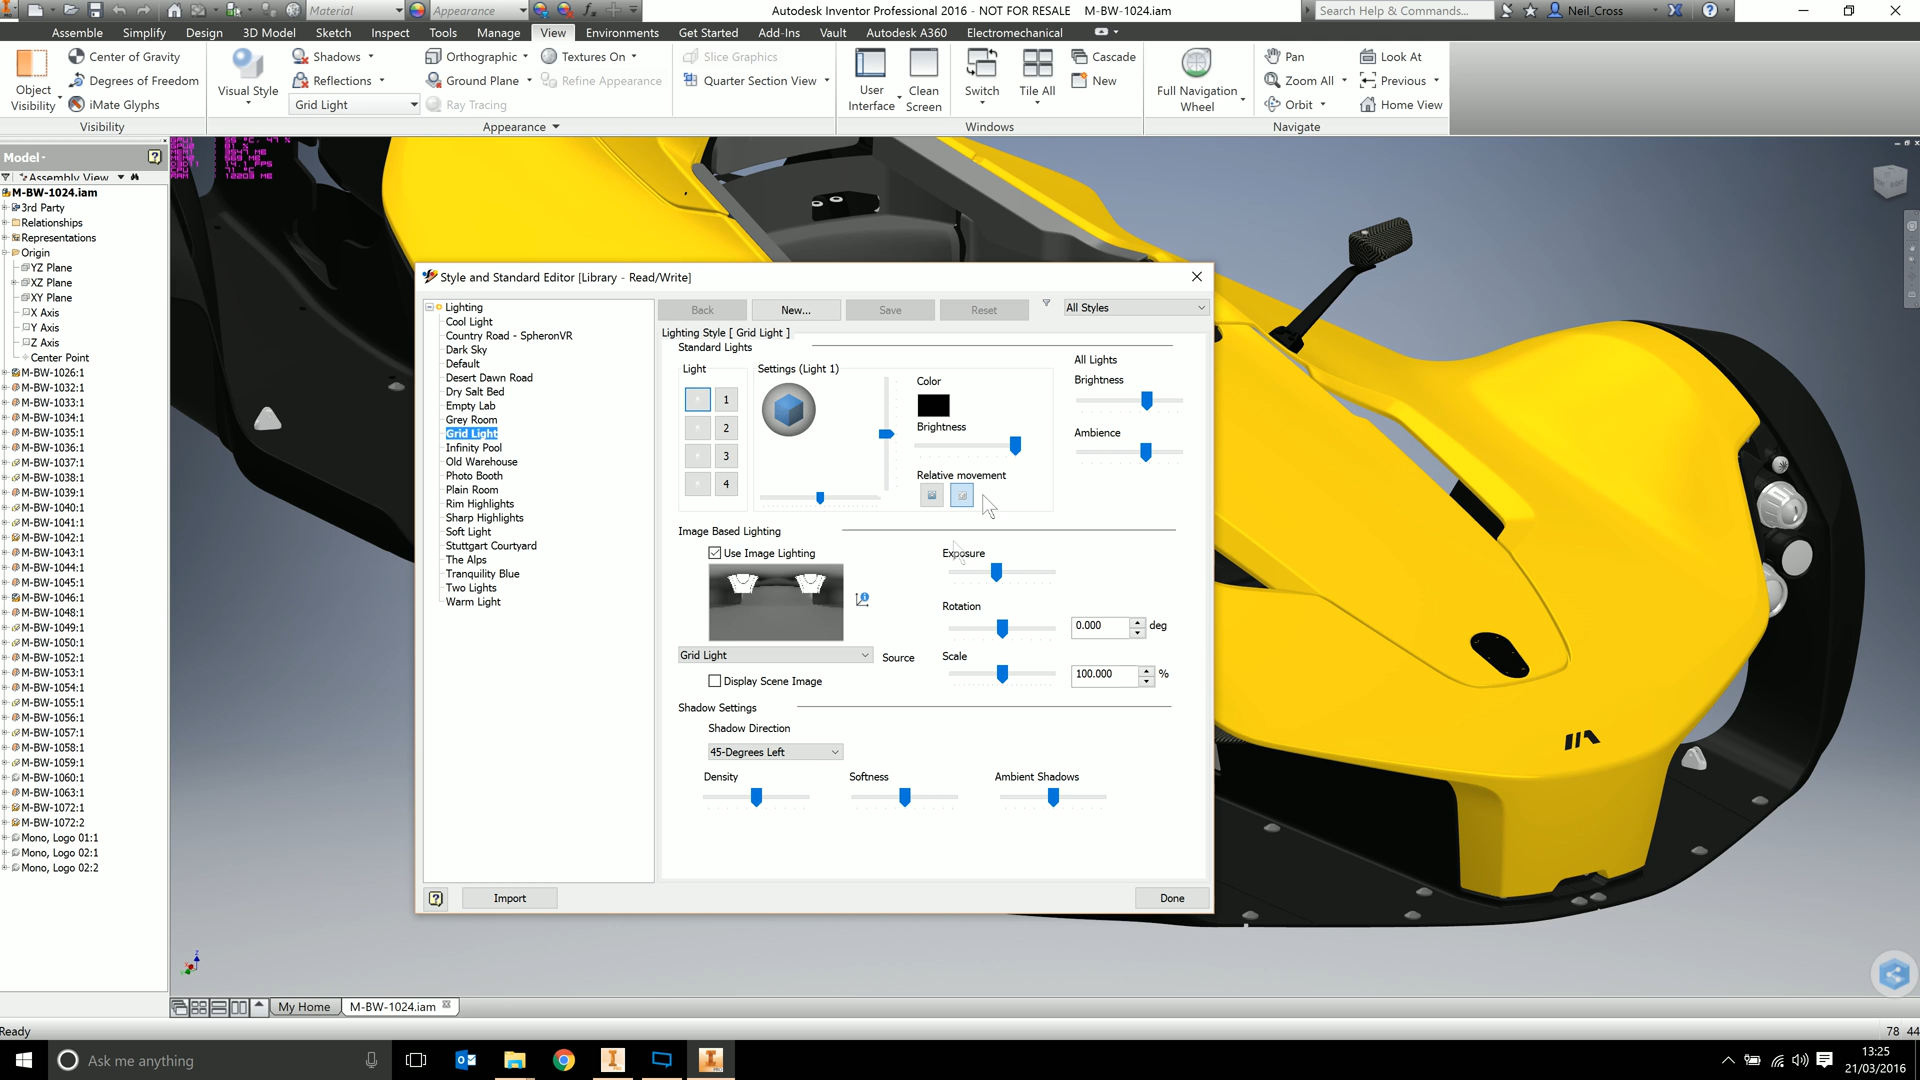 Material
Appearance
Autodesk Inventor Professional 2016 - NOT FOR RESALE M-BW-1024.iam
Search Help & Commands...
Neil_Cross
Assemble Simplify Design 3D Model Sketch Inspect Tools Manage View Environments Get Started Add-Ins Vault Autodesk A360 Electromechanical
Object Visibility
Center of Gravity
Degrees of Freedom
iMate Glyphs
Visibility
Visual Style
Shadows
Reflections
Grid Light
Orthographic
Ground Plane
Ray Tracing
Textures On
Refine Appearance
Appearance
Slice Graphics
Quarter Section View
User Interface
Clean Screen
Switch
Tile All
Cascade
New
Windows
Full Navigation Wheel
Pan
Zoom All
Orbit
Look At
Previous
Home View
Navigate
Model
Assembly View
M-BW-1024.iam
3rd Party
Relationships
Representations
Origin
YZ Plane
XZ Plane
XY Plane
X Axis
Y Axis
Z Axis
Center Point
M-BW-1026:1
M-BW-1032:1
M-BW-1033:1
M-BW-1034:1
M-BW-1035:1
M-BW-1036:1
M-BW-1037:1
M-BW-1038:1
M-BW-1039:1
M-BW-1040:1
M-BW-1041:1
M-BW-1042:1
M-BW-1043:1
M-BW-1044:1
M-BW-1045:1
M-BW-1046:1
M-BW-1048:1
M-BW-1049:1
M-BW-1050:1
M-BW-1052:1
M-BW-1053:1
M-BW-1054:1
M-BW-1055:1
M-BW-1056:1
M-BW-1057:1
M-BW-1058:1
M-BW-1059:1
M-BW-1060:1
M-BW-1063:1
M-BW-1072:1
M-BW-1072:2
Mono, Logo 01:1
Mono, Logo 02:1
Mono, Logo 02:2
Style and Standard Editor [Library - Read/Write]
Lighting
Cool Light
Country Road - SpheronVR
Dark Sky
Default
Desert Dawn Road
Dry Salt Bed
Empty Lab
Grey Room
Grid Light
Infinity Pool
Old Warehouse
Photo Booth
Plain Room
Rim Highlights
Sharp Highlights
Soft Light
Stuttgart Courtyard
The Alps
Tranquility Blue
Two Lights
Warm Light
Back New... Save Reset All Styles
Lighting Style [ Grid Light ]
Standard Lights
Light
1
2
3
4
Settings (Light 1)
Color
Brightness
Relative movement
All Lights
Brightness
Ambience
Image Based Lighting
Use Image Lighting
Grid Light
Source
Display Scene Image
Exposure
Rotation
0.000 deg
Scale
100.000 %
Shadow Settings
Shadow Direction
45-Degrees Left
Density Softness Ambient Shadows
Import Done
My Home M-BW-1024.iam
Ready
78 44
Ask me anything
13:25
21/03/2016